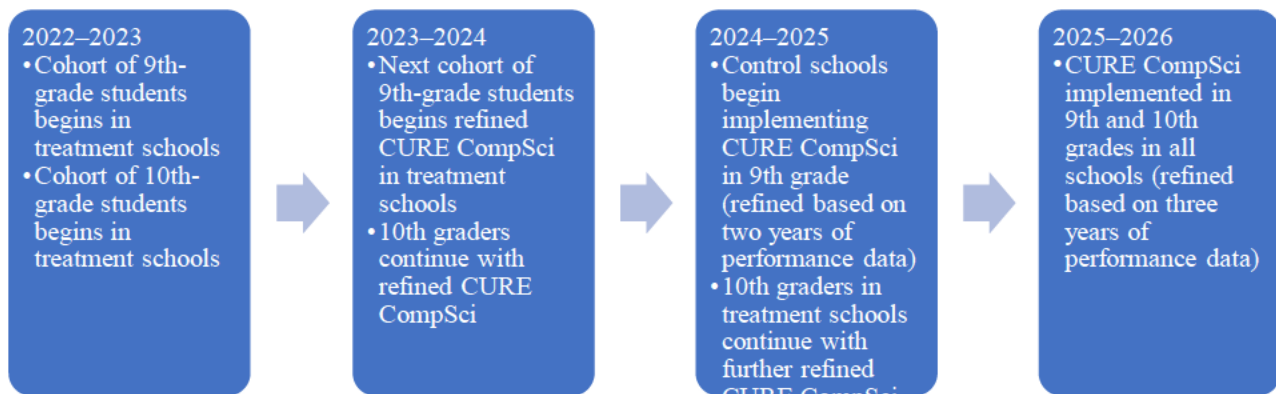 2022–2023
•Cohort of 9th-
grade students
begins in
treatment schools
•Cohort of 10th-
grade students
begins in
treatment schools
2023–2024
•Next cohort of
9th-grade students
begins refined
CURE CompSci
in treatment
schools
•10th graders
continue with
refined CURE
CompSci
2024–2025
•Control schools
begin
implementing
CURE CompSci
in 9th grade
(refined based on
two years of
performance data)
•10th graders in
treatment schools
continue with
further refined
CURE CompSci
2025–2026
•CURE CompSci
implemented in
9th and 10th
grades in all
schools (refined
based on three
years of
performance data)